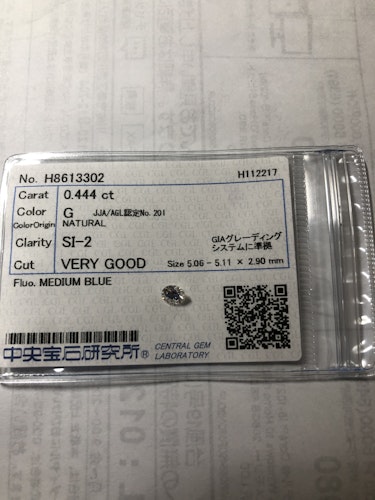 No. H8613302 H112217
Carat 0.444 ct
Color G JJA/AGL認定No. 201
ColorOrigin NATURAL
Clarity SI-2 GIAグレーディング
システムに準拠
Cut VERY GOOD Size 5.06 - 5.11 × 2.90 mm
Fluo. MEDIUM BLUE
中央宝石研究所® CENTRAL GEM
LABORATORY